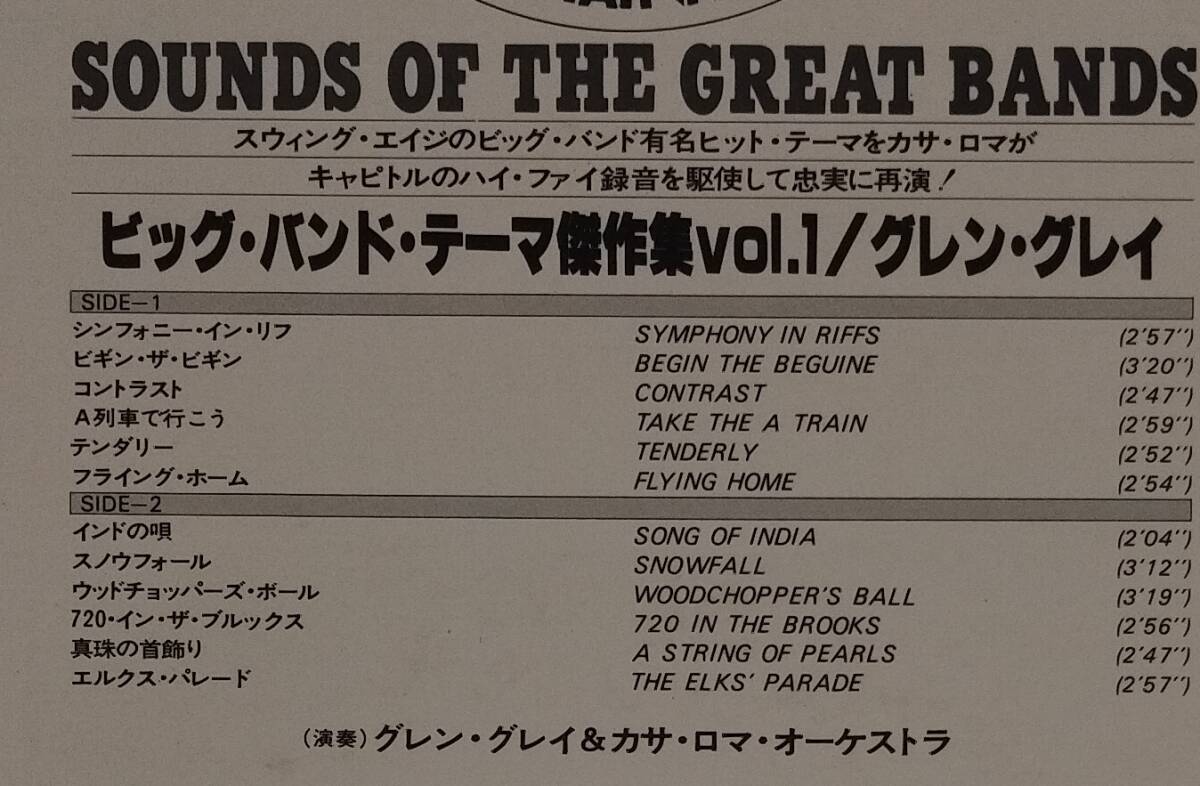 SOUNDS OF THE GREAT BANDS
スウィング・エイジのビッグ・バンド有名ヒット・テーマをカサ・ロマが
キャピトルのハイ・ファイ録音を駆使して忠実に再演!
ビッグ・バンド・テーマ傑作集vol.1/グレン・グレイ
SIDE-1
シンフォニー・イン・リフ SYMPHONY IN RIFFS (2'57'')
ビギン・ザ・ビギン BEGIN THE BEGUINE (3'20'')
コントラスト CONTRAST (2'47'')
A列車で行こう TAKE THE A TRAIN (2'59'')
テンダリー TENDERLY (2'52'')
フライング・ホーム FLYING HOME (2'54'')
SIDE-2
インドの唄 SONG OF INDIA (2'04'')
スノウフォール SNOWFALL (3'12'')
ウッドチョッパーズ・ボール WOODCHOPPER'S BALL (3'19'')
720・イン・ザ・ブルックス 720 IN THE BROOKS (2'56'')
真珠の首飾り A STRING OF PEARLS (2'47'')
エルクス・パレード THE ELKS' PARADE (2'57'')
(演奏)グレン・グレイ&カサ・ロマ・オーケストラ